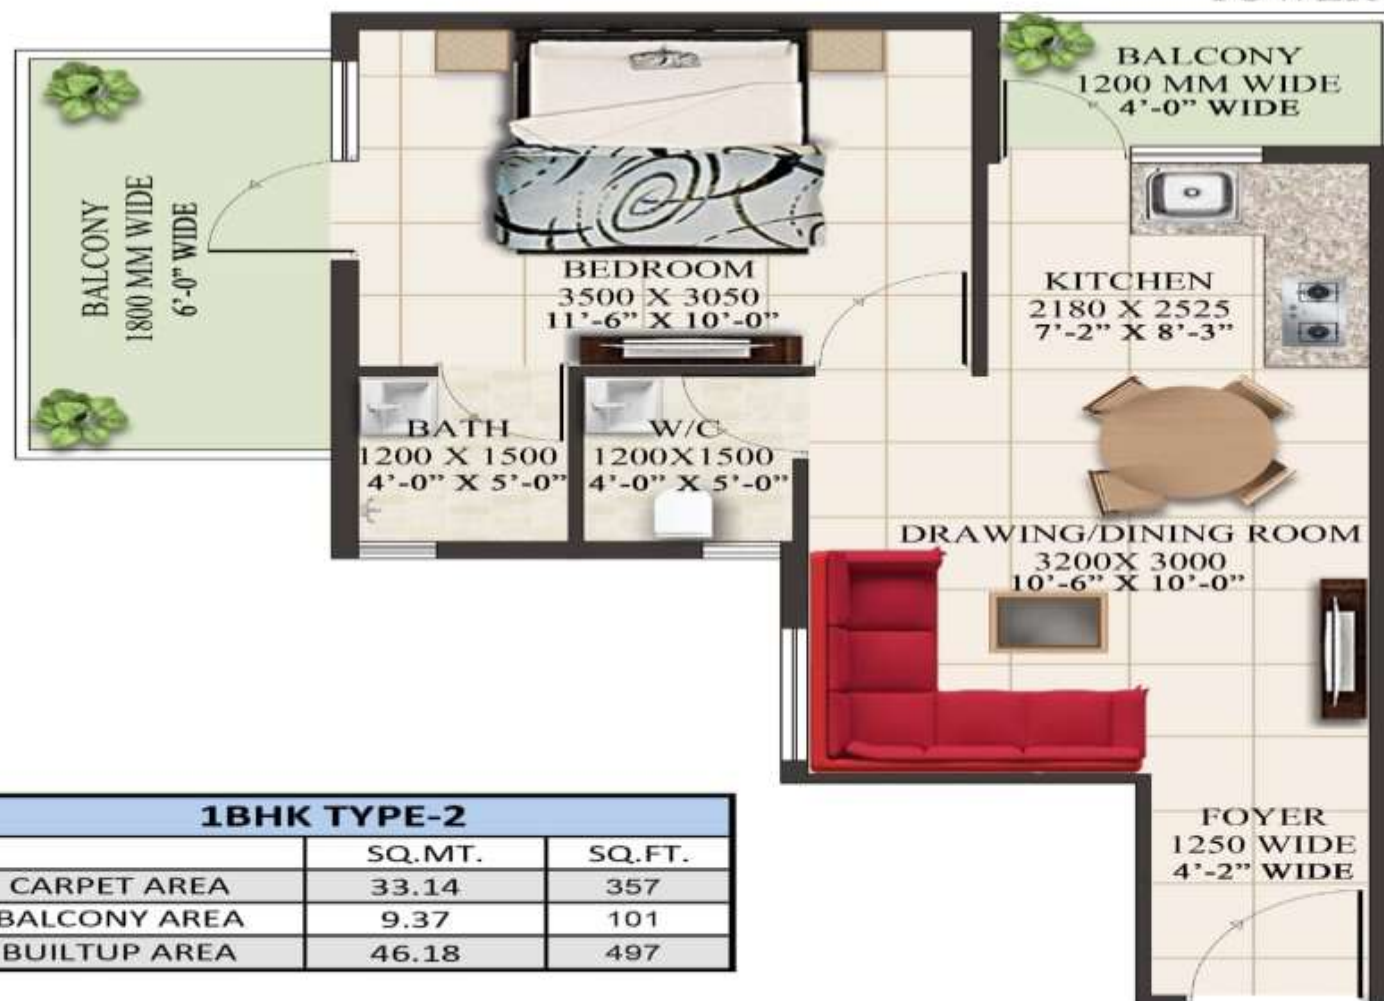 BALCONY
1200 MM WIDE
4'-0" WIDE
BALCONY
1800 MM WIDE
6'-0" WIDE
BEDROOM
3500 X 3050
11'-6" X 10'-0"
KITCHEN
2180 X 2525
7'-2" X 8'-3"
BATH
1200 X 1500
4'-0" X 5'-0"
W/C
1200X1500
4'-0" X 5'-0"
DRAWING/DINING ROOM
3200X 3000
10'-6" X 10'-0"
FOYER
1250 WIDE
4'-2" WIDE
1BHK TYPE-2
SQ.MT. SQ.FT.
CARPET AREA 33.14 357
BALCONY AREA 9.37 101
BUILTUP AREA 46.18 497